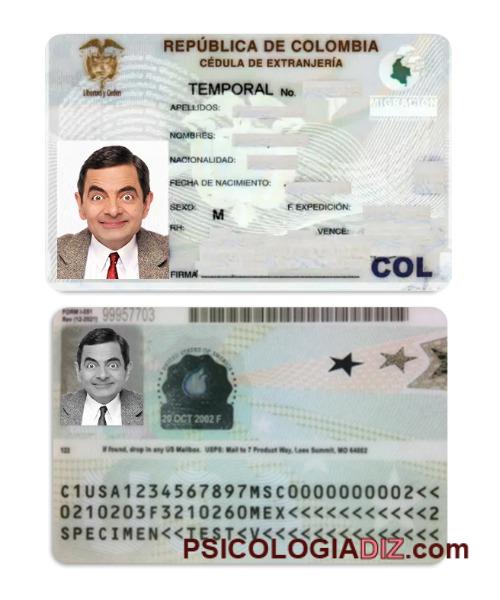 REPÚBLICA DE COLOMBIA
CÉDULA DE EXTRANJERÍA
Libertad y Orden
TEMPORAL No.
MIGRACIÓN
APELLIDOS:
NOMBRES:
NACIONALIDAD:
FECHA DE NACIMIENTO:
SEXO: M F. EXPEDICIÓN:
RH: VENCE:
FIRMA
COL
FORM I-551
Rev (12-2021) 99957703
UNITED STATES OF AMERICA
20 OCT 2002 F
122 If found, drop in any US Mailbox. USPS: Mail to 7 Product Way, Lees Summit, MO 64002
C1USA1234567897MSC0000000002<<
0210203F3210260MEX<<<<<<<<<<<2
SPECIMEN<<TEST<V<<<<<<<<<<<<<<
PSICOLOGIADIZ.com